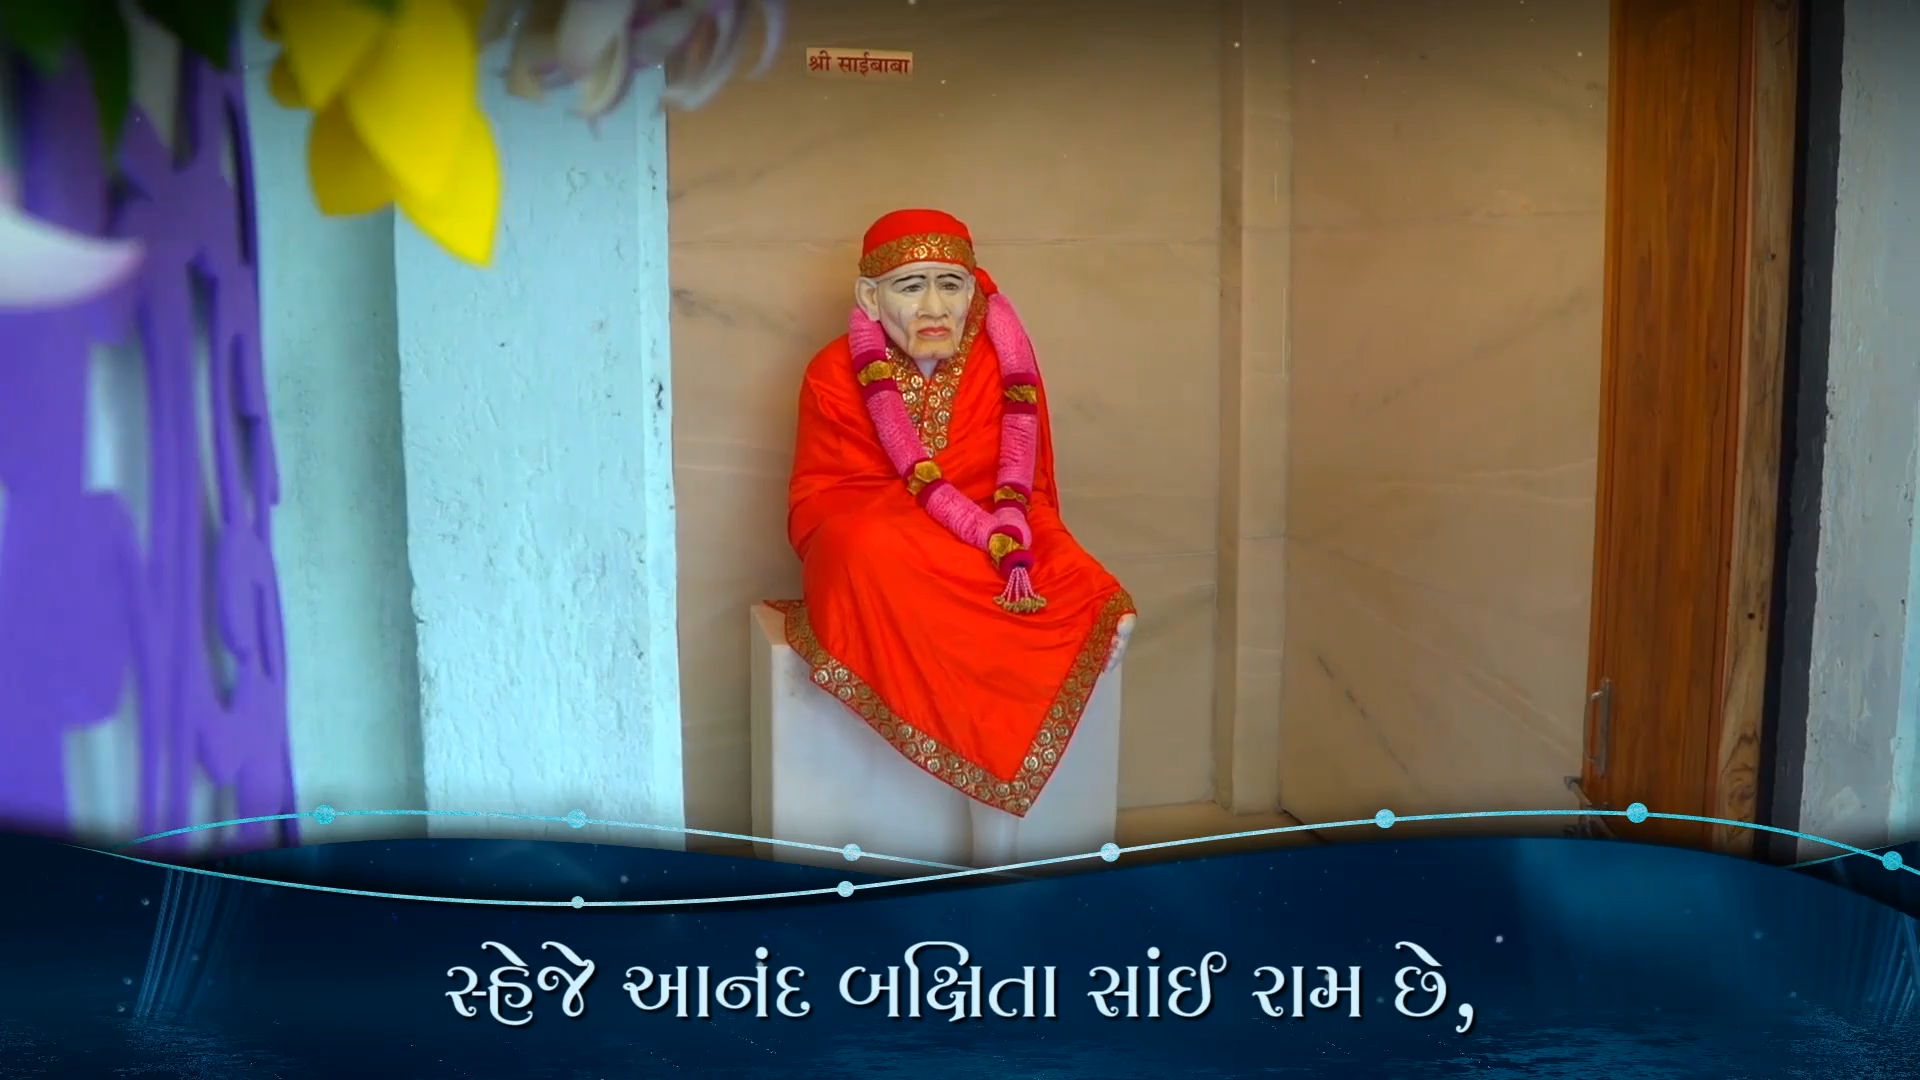 श्री साईबाबा
સ્હેજે આનંદ બક્ષિતા સાંઈ રામ છે,